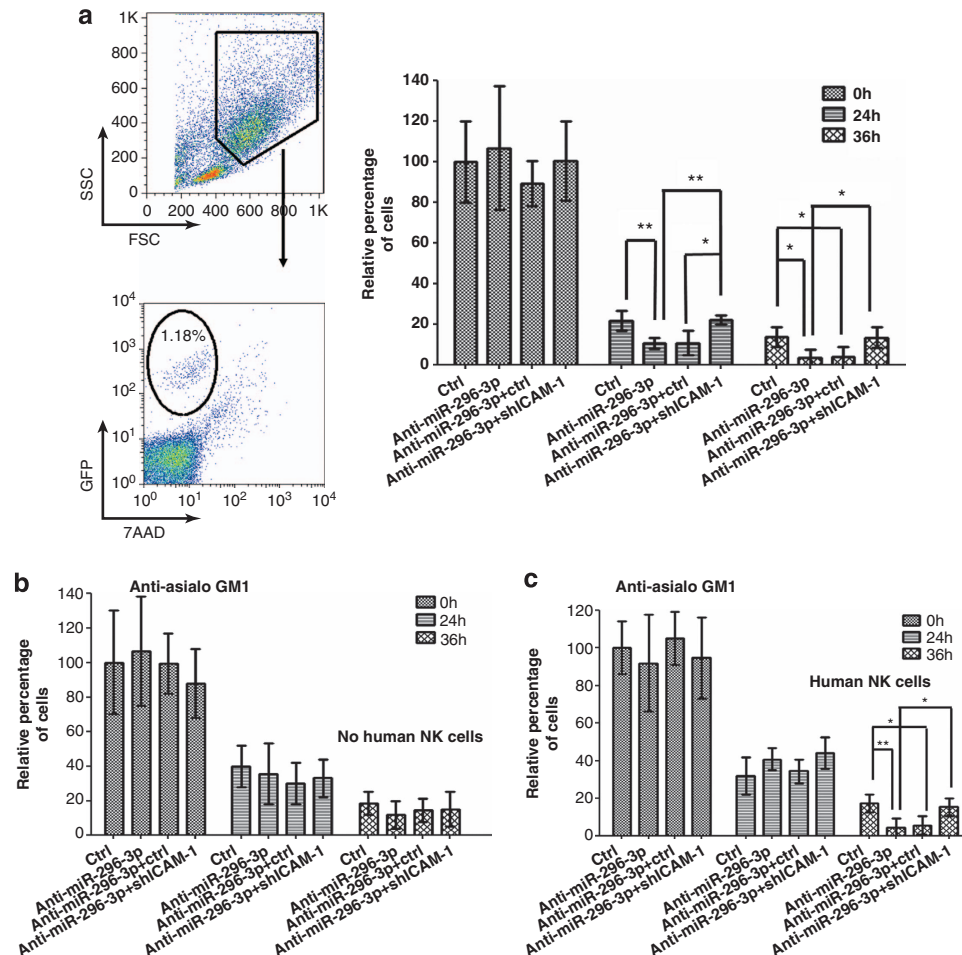 a
1K
800
600
400
200
0
SSC
0 200 400 600 800 1K
FSC
10^4
10^3
10^2
10^1
10^0
1.18%
GFP
10^0 10^1 10^2 10^3 10^4
7AAD
Relative percentage
of cells
140
120
100
80
60
40
20
0
0h
24h
36h
**
**
*
*
*
*
Ctrl
Anti-miR-296-3p
Anti-miR-296-3p+ctrl
Anti-miR-296-3p+shICAM-1
Ctrl
Anti-miR-296-3p
Anti-miR-296-3p+ctrl
Anti-miR-296-3p+shICAM-1
Ctrl
Anti-miR-296-3p
Anti-miR-296-3p+ctrl
Anti-miR-296-3p+shICAM-1
b
Anti-asialo GM1
Relative percentage
of cells
140
120
100
80
60
40
20
0
0h
24h
36h
No human NK cells
Ctrl
Anti-miR-296-3p
Anti-miR-296-3p+ctrl
Anti-miR-296-3p+shICAM-1
Ctrl
Anti-miR-296-3p
Anti-miR-296-3p+ctrl
Anti-miR-296-3p+shICAM-1
Ctrl
Anti-miR-296-3p
Anti-miR-296-3p+ctrl
Anti-miR-296-3p+shICAM-1
c
Anti-asialo GM1
Relative percentage
of cells
120
100
80
60
40
20
0
0h
24h
36h
Human NK cells
*
*
**
Ctrl
Anti-miR-296-3p
Anti-miR-296-3p+ctrl
Anti-miR-296-3p+shICAM-1
Ctrl
Anti-miR-296-3p
Anti-miR-296-3p+ctrl
Anti-miR-296-3p+shICAM-1
Ctrl
Anti-miR-296-3p
Anti-miR-296-3p+ctrl
Anti-miR-296-3p+shICAM-1